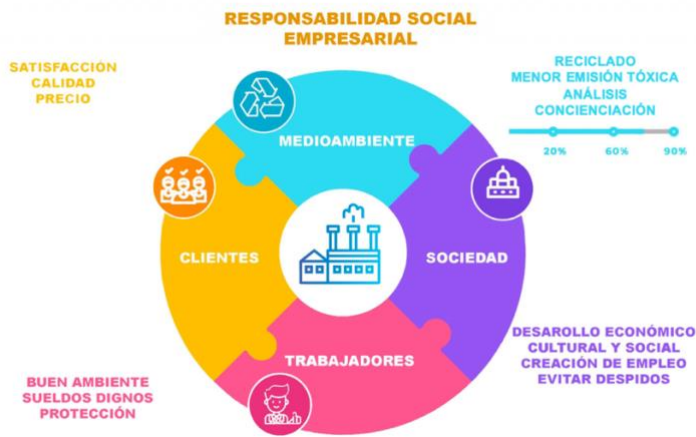 RESPONSABILIDAD SOCIAL
EMPRESARIAL
SATISFACCIÓN
CALIDAD
PRECIO
RECICLADO
MENOR EMISIÓN TÓXICA
ANÁLISIS
CONCIENCIACIÓN
20%
60%
90%
MEDIOAMBIENTE
CLIENTES
SOCIEDAD
TRABAJADORES
BUEN AMBIENTE
SUELDOS DIGNOS
PROTECCIÓN
DESAROLLO ECONÓMICO
CULTURAL Y SOCIAL
CREACIÓN DE EMPLEO
EVITAR DESPIDOS